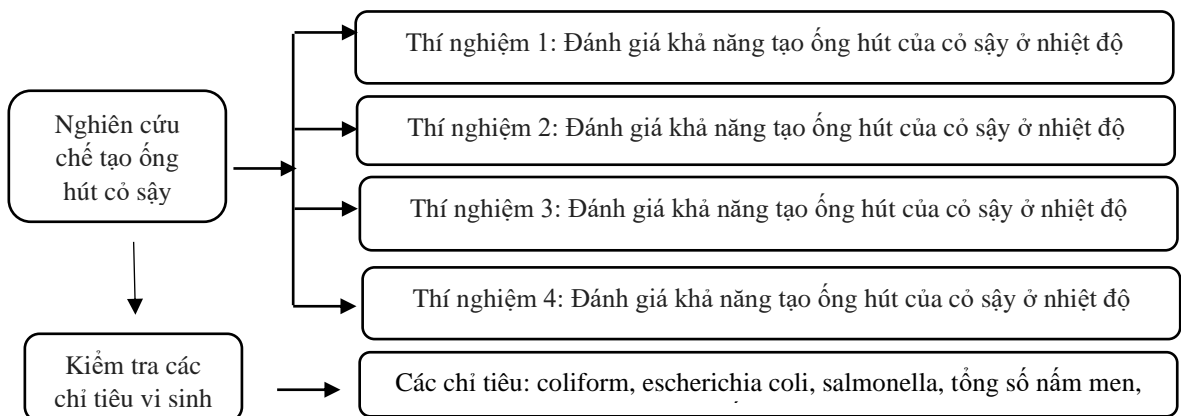 Thí nghiệm 1: Đánh giá khả năng tạo ống hút của cỏ sậy ở nhiệt độ
Nghiên cứu
chế tạo ống
hút cỏ sậy
Thí nghiệm 2: Đánh giá khả năng tạo ống hút của cỏ sậy ở nhiệt độ
Thí nghiệm 3: Đánh giá khả năng tạo ống hút của cỏ sậy ở nhiệt độ
Thí nghiệm 4: Đánh giá khả năng tạo ống hút của cỏ sậy ở nhiệt độ
Kiểm tra các
chỉ tiêu vi sinh
Các chỉ tiêu: coliform, escherichia coli, salmonella, tổng số nấm men,